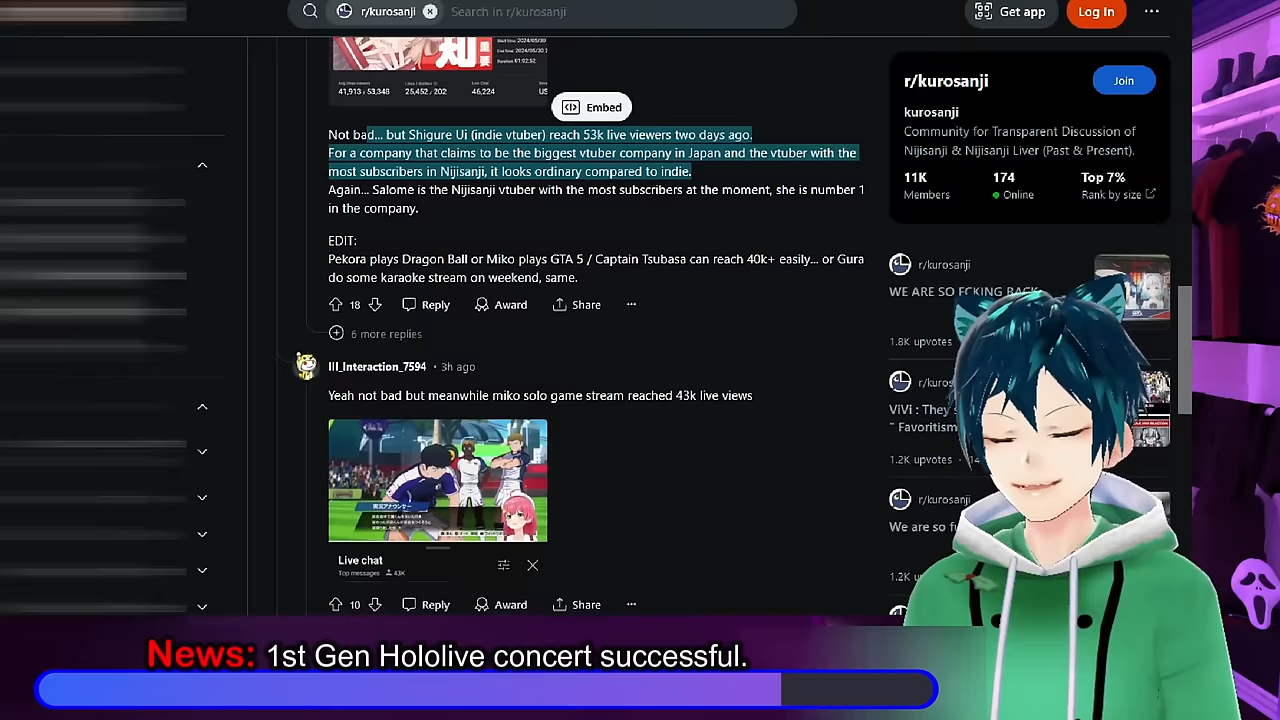 r/kurosanji
Search in r/kurosanji
Get app
Log In
知
41,913 / 53,348
25,452 / 202
46,224
Embed
Not bad... but Shigure Ui (indie vtuber) reach 53k live viewers two days ago.
For a company that claims to be the biggest vtuber company in Japan and the vtuber with the
most subscribers in Nijisanji, it looks ordinary compared to indie.
Again... Salome is the Nijisanji vtuber with the most subscribers at the moment, she is number 1
in the company.
EDIT:
Pekora plays Dragon Ball or Miko plays GTA 5 / Captain Tsubasa can reach 40k+ easily... or Gura
do some karaoke stream on weekend, same.
18
Reply
Award
Share
6 more replies
Ill_Interaction_7594 • 3h ago
Yeah not bad but meanwhile miko solo game stream reached 43k live views
Live chat
Top messages 43K
10
Reply
Award
Share
r/kurosanji
Join
kurosanji
Community for Transparent Discussion of
Nijisanji & Nijisanji Liver (Past & Present).
11K
174
Top 7%
Members
Online
Rank by size
r/kurosanji
WE ARE SO FCKING BACK
1.8K upvotes
r/kuros
ViVi : They
" Favoritism
1.2K upvotes
r/kurosanji
We are so f
1.2K
News: 1st Gen Hololive concert successful.